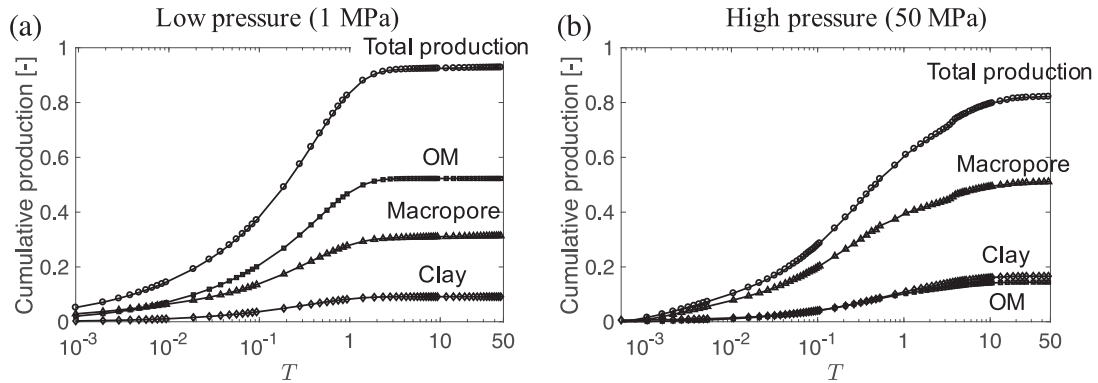 (a)
Low pressure (1 MPa)
Cumulative production [-]
1
0.8
0.6
0.4
0.2
0
Total production
OM
Macropore
Clay
10^-3
10^-2
10^-1
1
10
50
T
(b)
High pressure (50 MPa)
Cumulative production [-]
1
0.8
0.6
0.4
0.2
0
Total production
Macropore
Clay
OM
10^-3
10^-2
10^-1
1
10
50
T